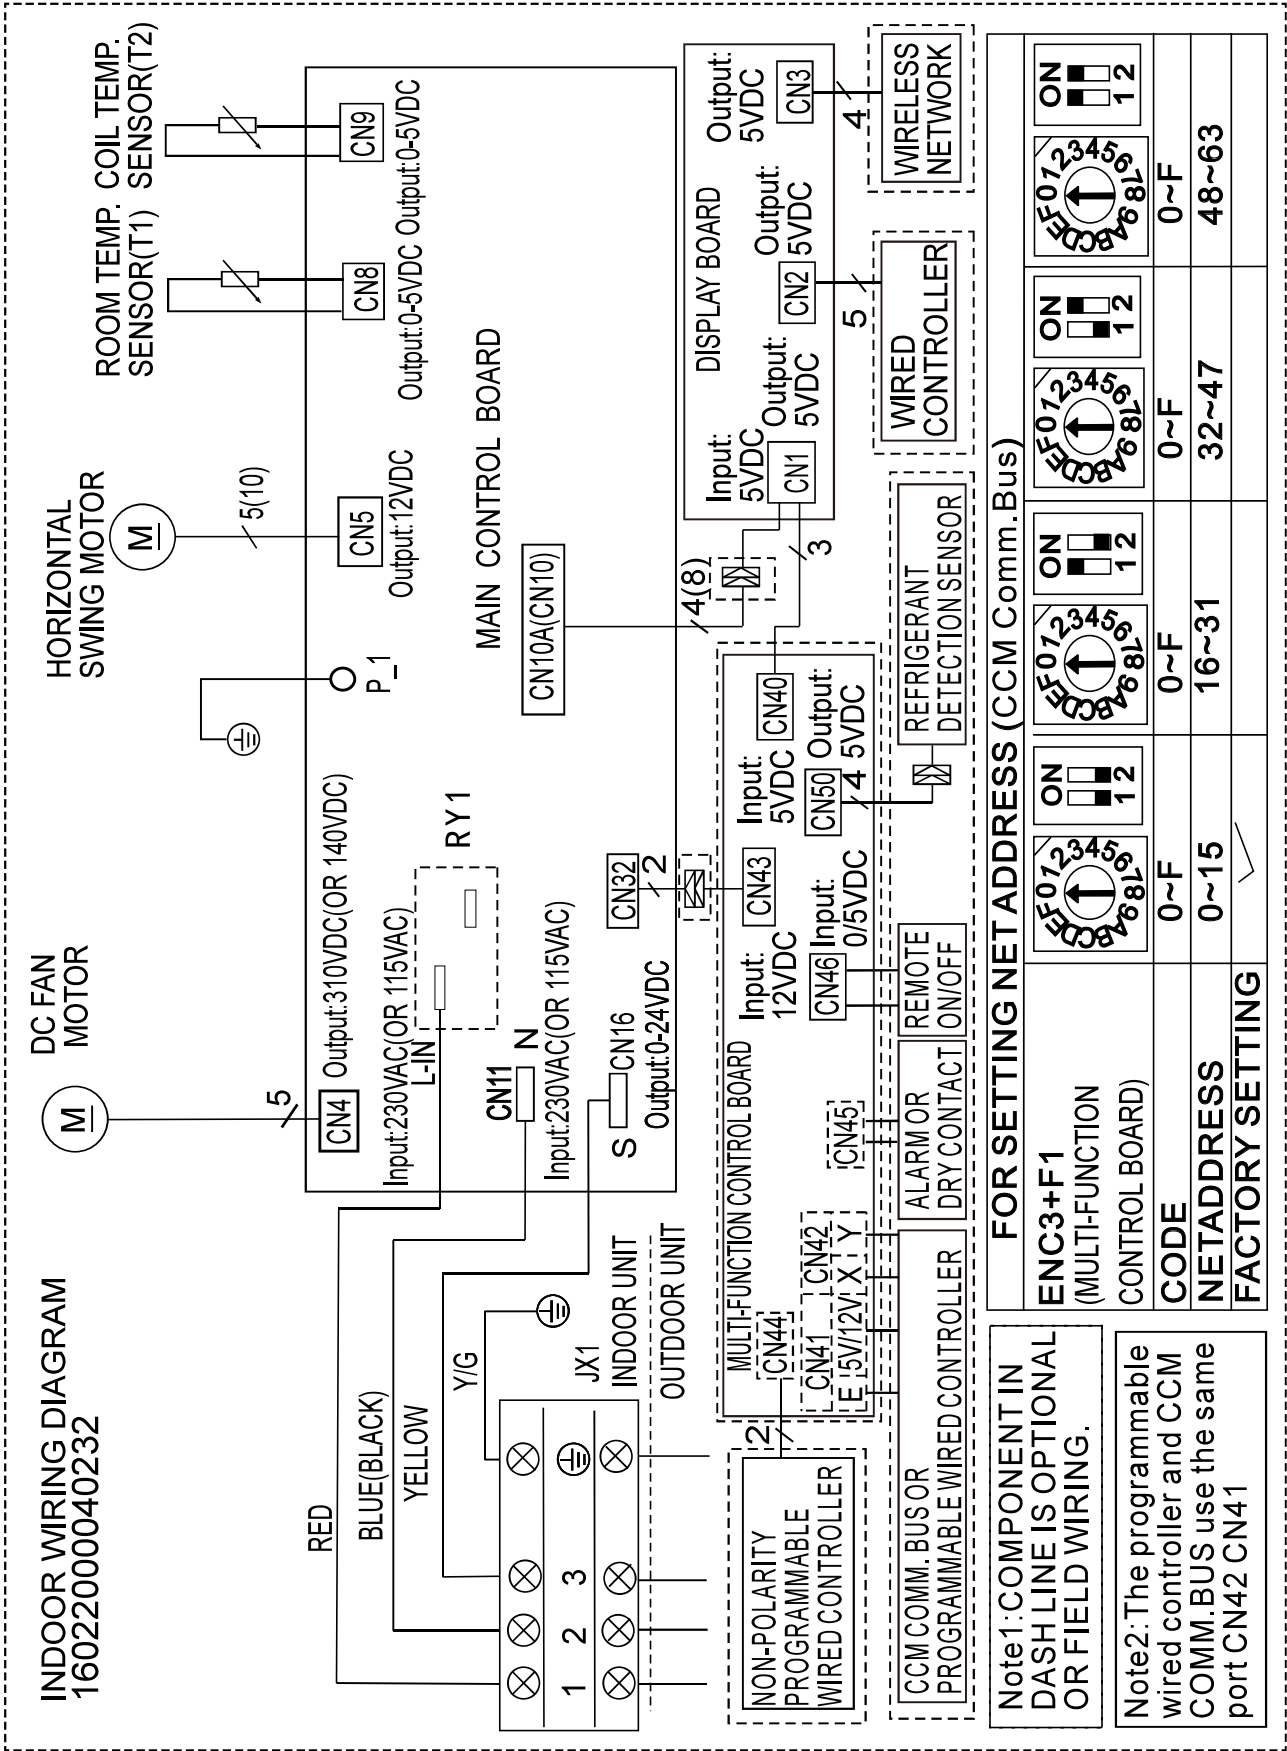 INDOOR WIRING DIAGRAM
16022000040232
DC FAN
MOTOR
M
5
HORIZONTAL
SWING MOTOR
M
5(10)
ROOM TEMP.
SENSOR(T1)
COIL TEMP.
SENSOR(T2)
CN4
Output:310VDC(OR 140VDC)
P_1
CN5
Output:12VDC
CN8
Output:0-5VDC
CN9
Output:0-5VDC
Input:230VAC(OR 115VAC)
L-IN
RY1
MAIN CONTROL BOARD
CN11
N
Input:230VAC(OR 115VAC)
CN10A(CN10)
S
CN16
Output:0-24VDC
CN32
2
4(8)
RED
BLUE(BLACK)
YELLOW
Y/G
JX1
INDOOR UNIT
OUTDOOR UNIT
1
2
3
DISPLAY BOARD
Input:
5VDC
CN1
Output:
5VDC
CN2
Output:
5VDC
Output:
5VDC
CN3
3
5
4
WIRED
CONTROLLER
WIRELESS
NETWORK
MULTI-FUNCTION CONTROL BOARD
CN44
2
CN41
CN42
E
5V/12V
X
Y
CN45
Input:
12VDC
CN43
CN46
Input:
0/5VDC
Input:
5VDC
CN40
CN50
Output:
5VDC
4
NON-POLARITY
PROGRAMMABLE
WIRED CONTROLLER
CCM COMM. BUS OR
PROGRAMMABLE WIRED CONTROLLER
ALARM OR
DRY CONTACT
REMOTE
ON/OFF
REFRIGERANT
DETECTION SENSOR
Note1:COMPONENT IN
DASH LINE IS OPTIONAL
OR FIELD WIRING.
Note2:The programmable
wired controller and CCM
COMM.BUS use the same
port CN42 CN41
FOR SETTING NET ADDRESS (CCM Comm.Bus)
ENC3+F1
(MULTI-FUNCTION
CONTROL BOARD)
0123456789ABCDEF
ON
1 2
0123456789ABCDEF
ON
1 2
0123456789ABCDEF
ON
1 2
0123456789ABCDEF
ON
1 2
CODE 0~F 0~F 0~F 0~F
NETADDRESS 0~15 16~31 32~47 48~63
FACTORY SETTING